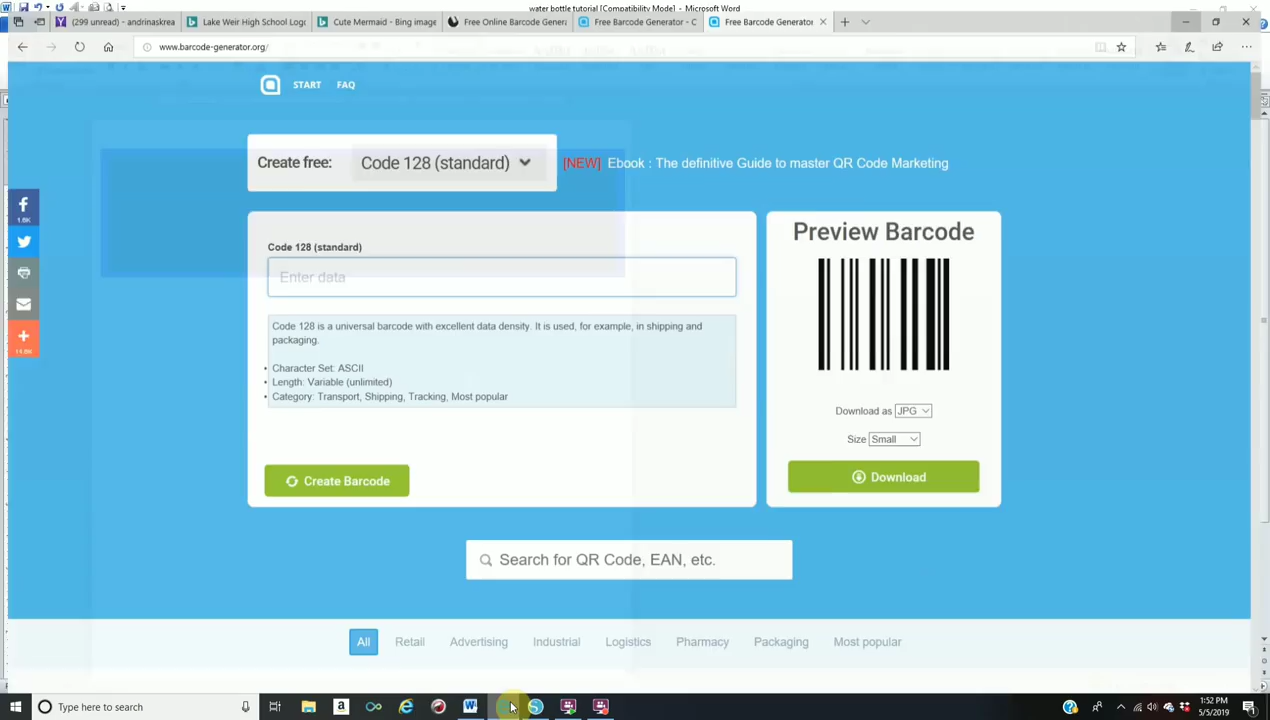 water bottle tutorial [Compatibility Mode] - Microsoft Word
(299 unread) - andrinaskrea
Lake Weir High School Logo
Cute Mermaid - Bing image
Free Online Barcode Genera
Free Barcode Generator - C
Free Barcode Generator
www.barcode-generator.org/
START FAQ
Create free: Code 128 (standard)
[NEW] Ebook : The definitive Guide to master QR Code Marketing
1.8K
11.8K
Code 128 (standard)
Enter data
Code 128 is a universal barcode with excellent data density. It is used, for example, in shipping and
packaging.
• Character Set: ASCII
• Length: Variable (unlimited)
• Category: Transport, Shipping, Tracking, Most popular
Create Barcode
Preview Barcode
Download as JPG
Size Small
Download
Search for QR Code, EAN, etc.
All Retail Advertising Industrial Logistics Pharmacy Packaging Most popular
Type here to search
1:52 PM
5/5/2019